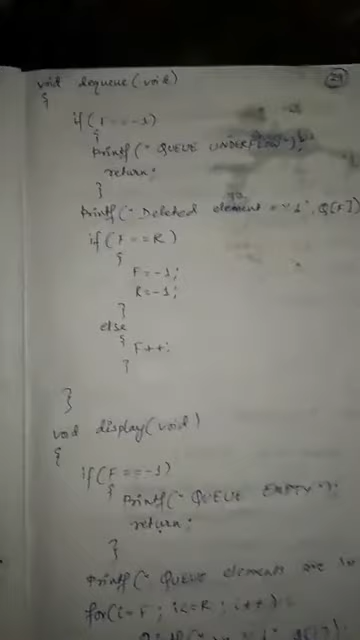 29
void dequeue(void)
{
if(F==-1)
{
printf("QUEUE UNDERFLOW");
return;
}
printf("Deleted element = %d", Q[F])
if(F==R)
{
F=-1;
R=-1;
}
else
{
F++;
}
}
void display(void)
{
if(F==-1)
{
printf("QUEUE EMPTY");
return;
}
printf("QUEUE elements are
for(i=F; i<=R; i++)